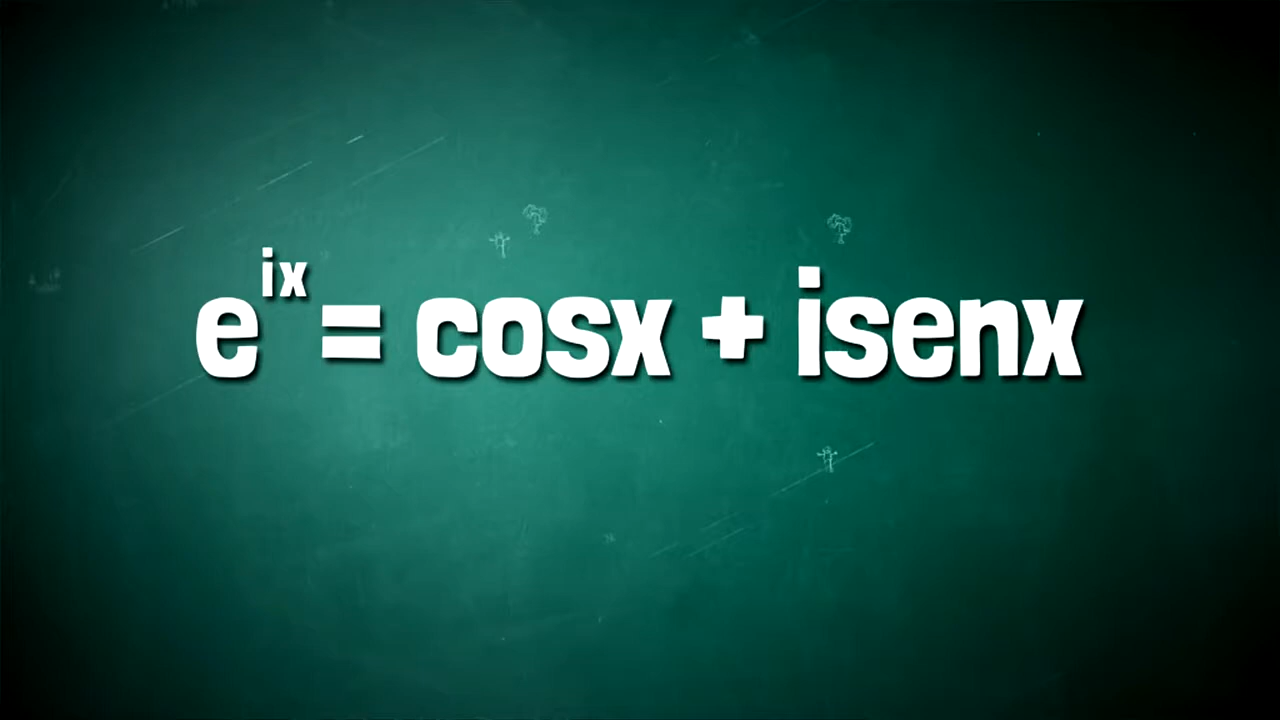 e^ix = cosx + isenx